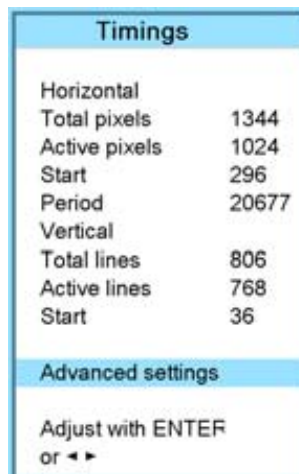 Timings
Horizontal
Total pixels 1344
Active pixels 1024
Start 296
Period 20677
Vertical
Total lines 806
Active lines 768
Start 36
Advanced settings
Adjust with ENTER
or ◄ ►